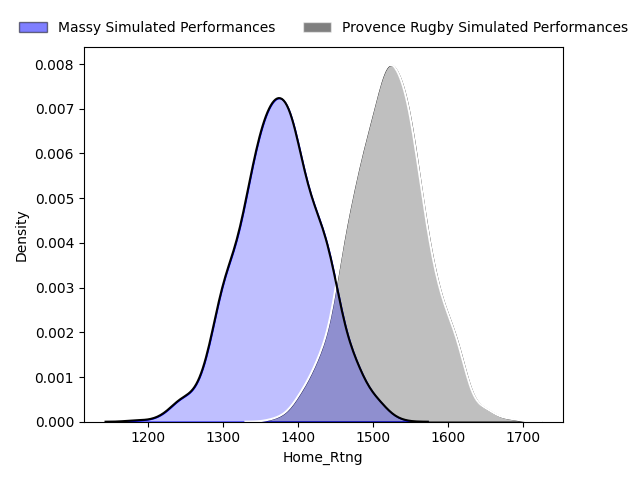 Massy Simulated Performances
Provence Rugby Simulated Performances
0.008
0.007
0.006
0.005
0.004
0.003
0.002
0.001
0.000
Density
1200 1300 1400 1500 1600 1700
Home_Rtng